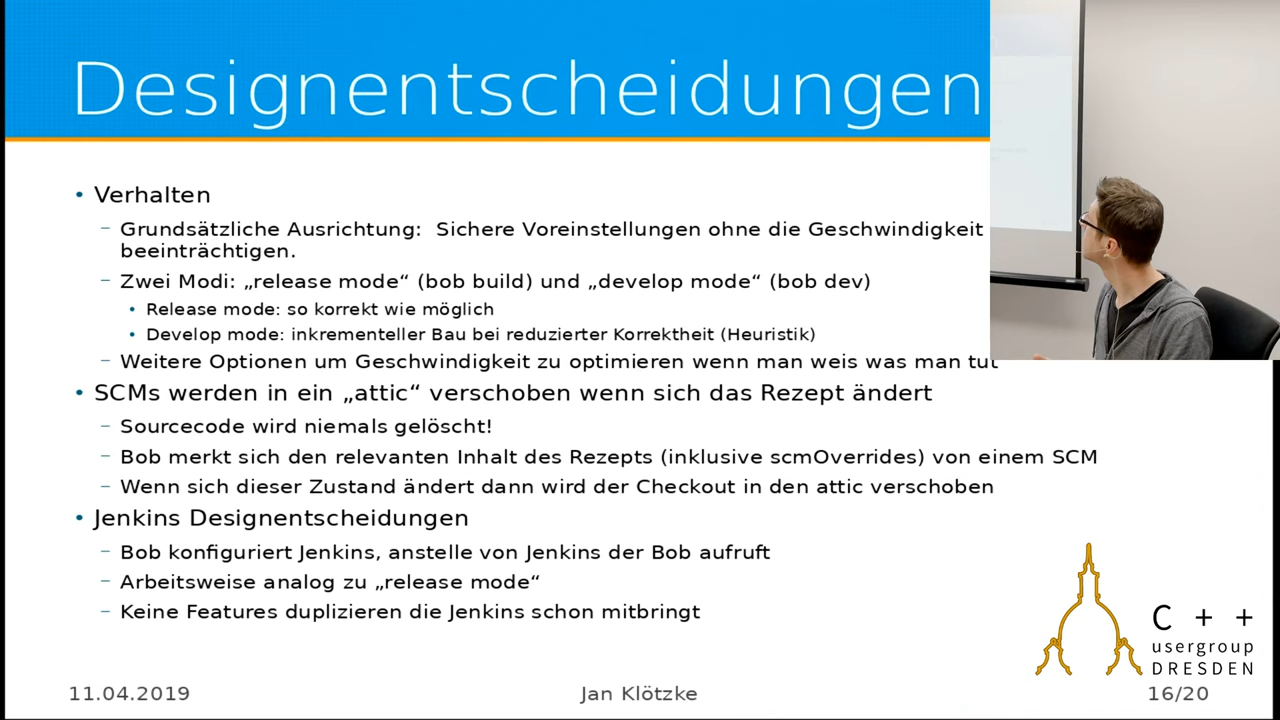 Designentscheidungen
• Verhalten
– Grundsätzliche Ausrichtung: Sichere Voreinstellungen ohne die Geschwindigkeit
beeinträchtigen.
– Zwei Modi: „release mode“ (bob build) und „develop mode“ (bob dev)
• Release mode: so korrekt wie möglich
• Develop mode: inkrementeller Bau bei reduzierter Korrektheit (Heuristik)
– Weitere Optionen um Geschwindigkeit zu optimieren wenn man weis was man tut
• SCMs werden in ein „attic“ verschoben wenn sich das Rezept ändert
– Sourcecode wird niemals gelöscht!
– Bob merkt sich den relevanten Inhalt des Rezepts (inklusive scmOverrides) von einem SCM
– Wenn sich dieser Zustand ändert dann wird der Checkout in den attic verschoben
• Jenkins Designentscheidungen
– Bob konfiguriert Jenkins, anstelle von Jenkins der Bob aufruft
– Arbeitsweise analog zu „release mode“
– Keine Features duplizieren die Jenkins schon mitbringt
C + +
usergroup
DRESDEN
11.04.2019
Jan Klötzke
16/20